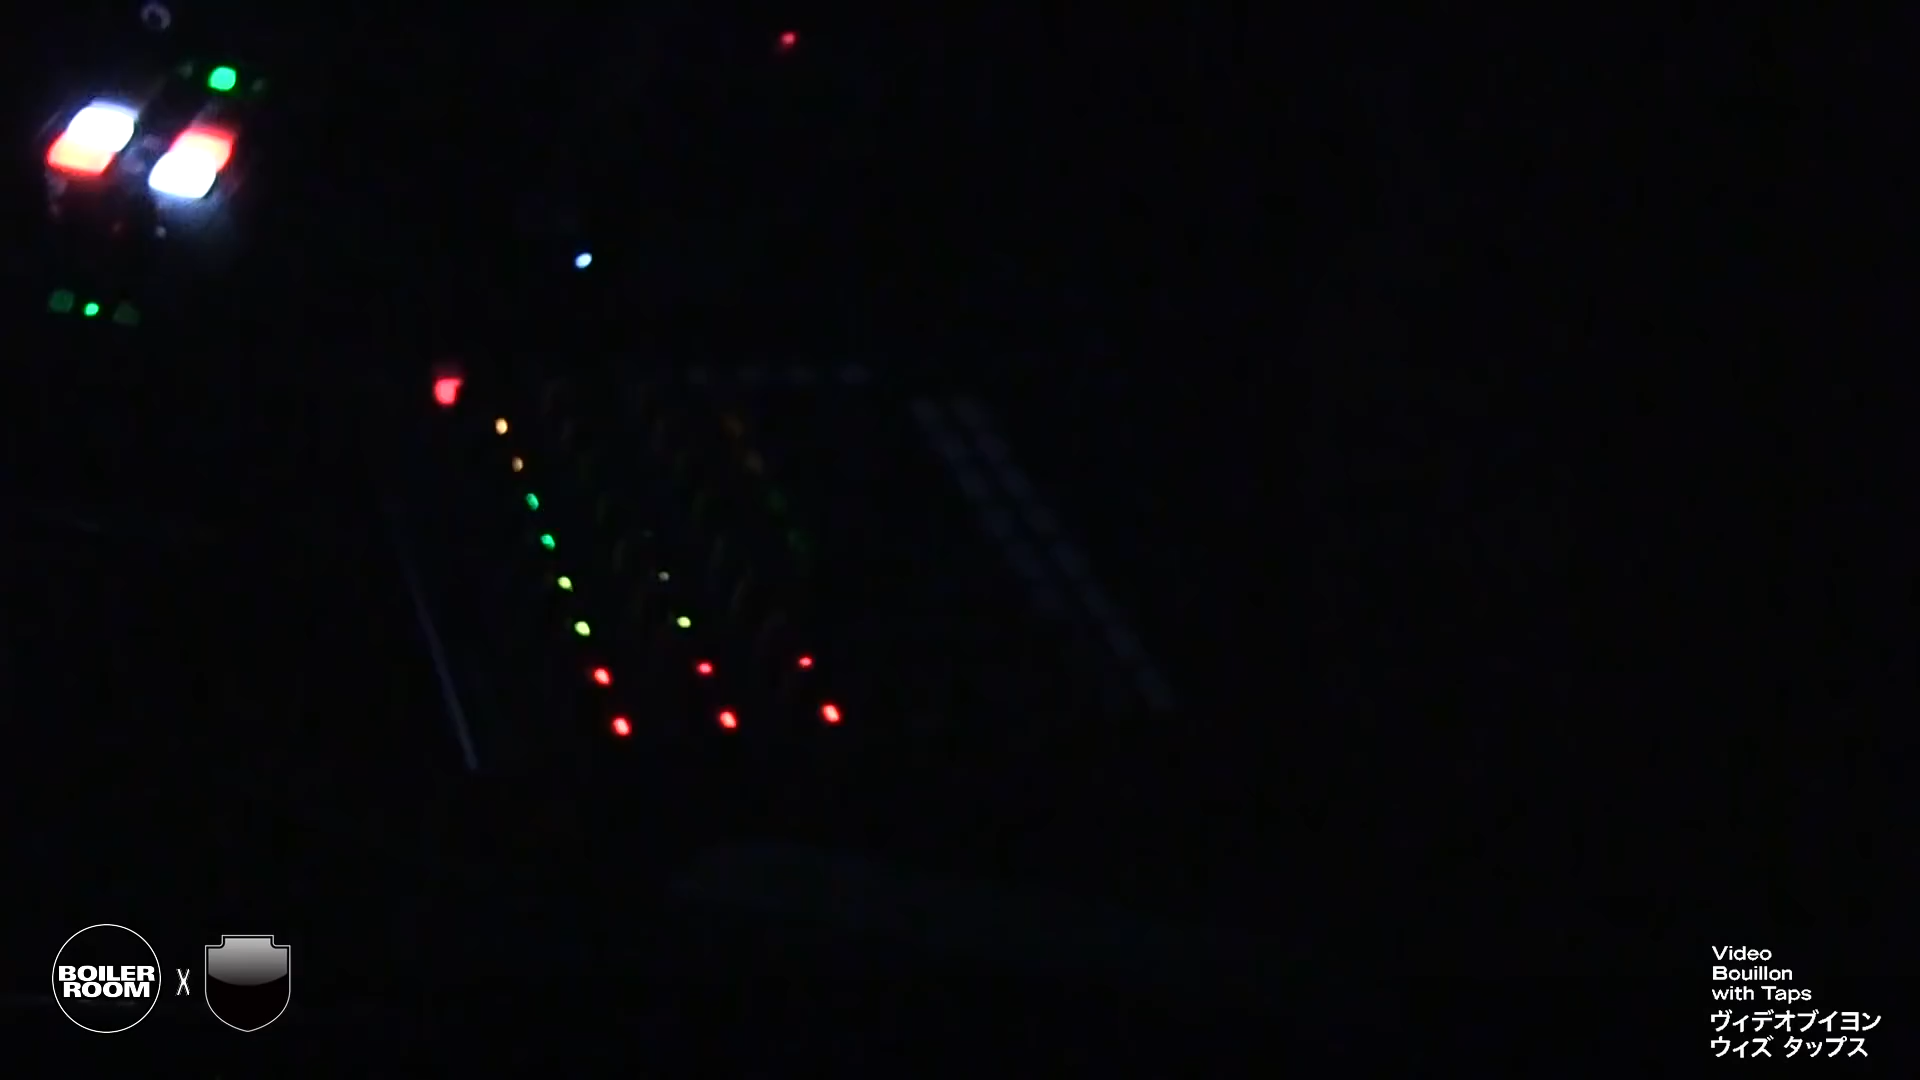 BOILER
ROOM
X
Video
Bouillon
with Taps
ヴィデオブイヨン
ウィズ タップス